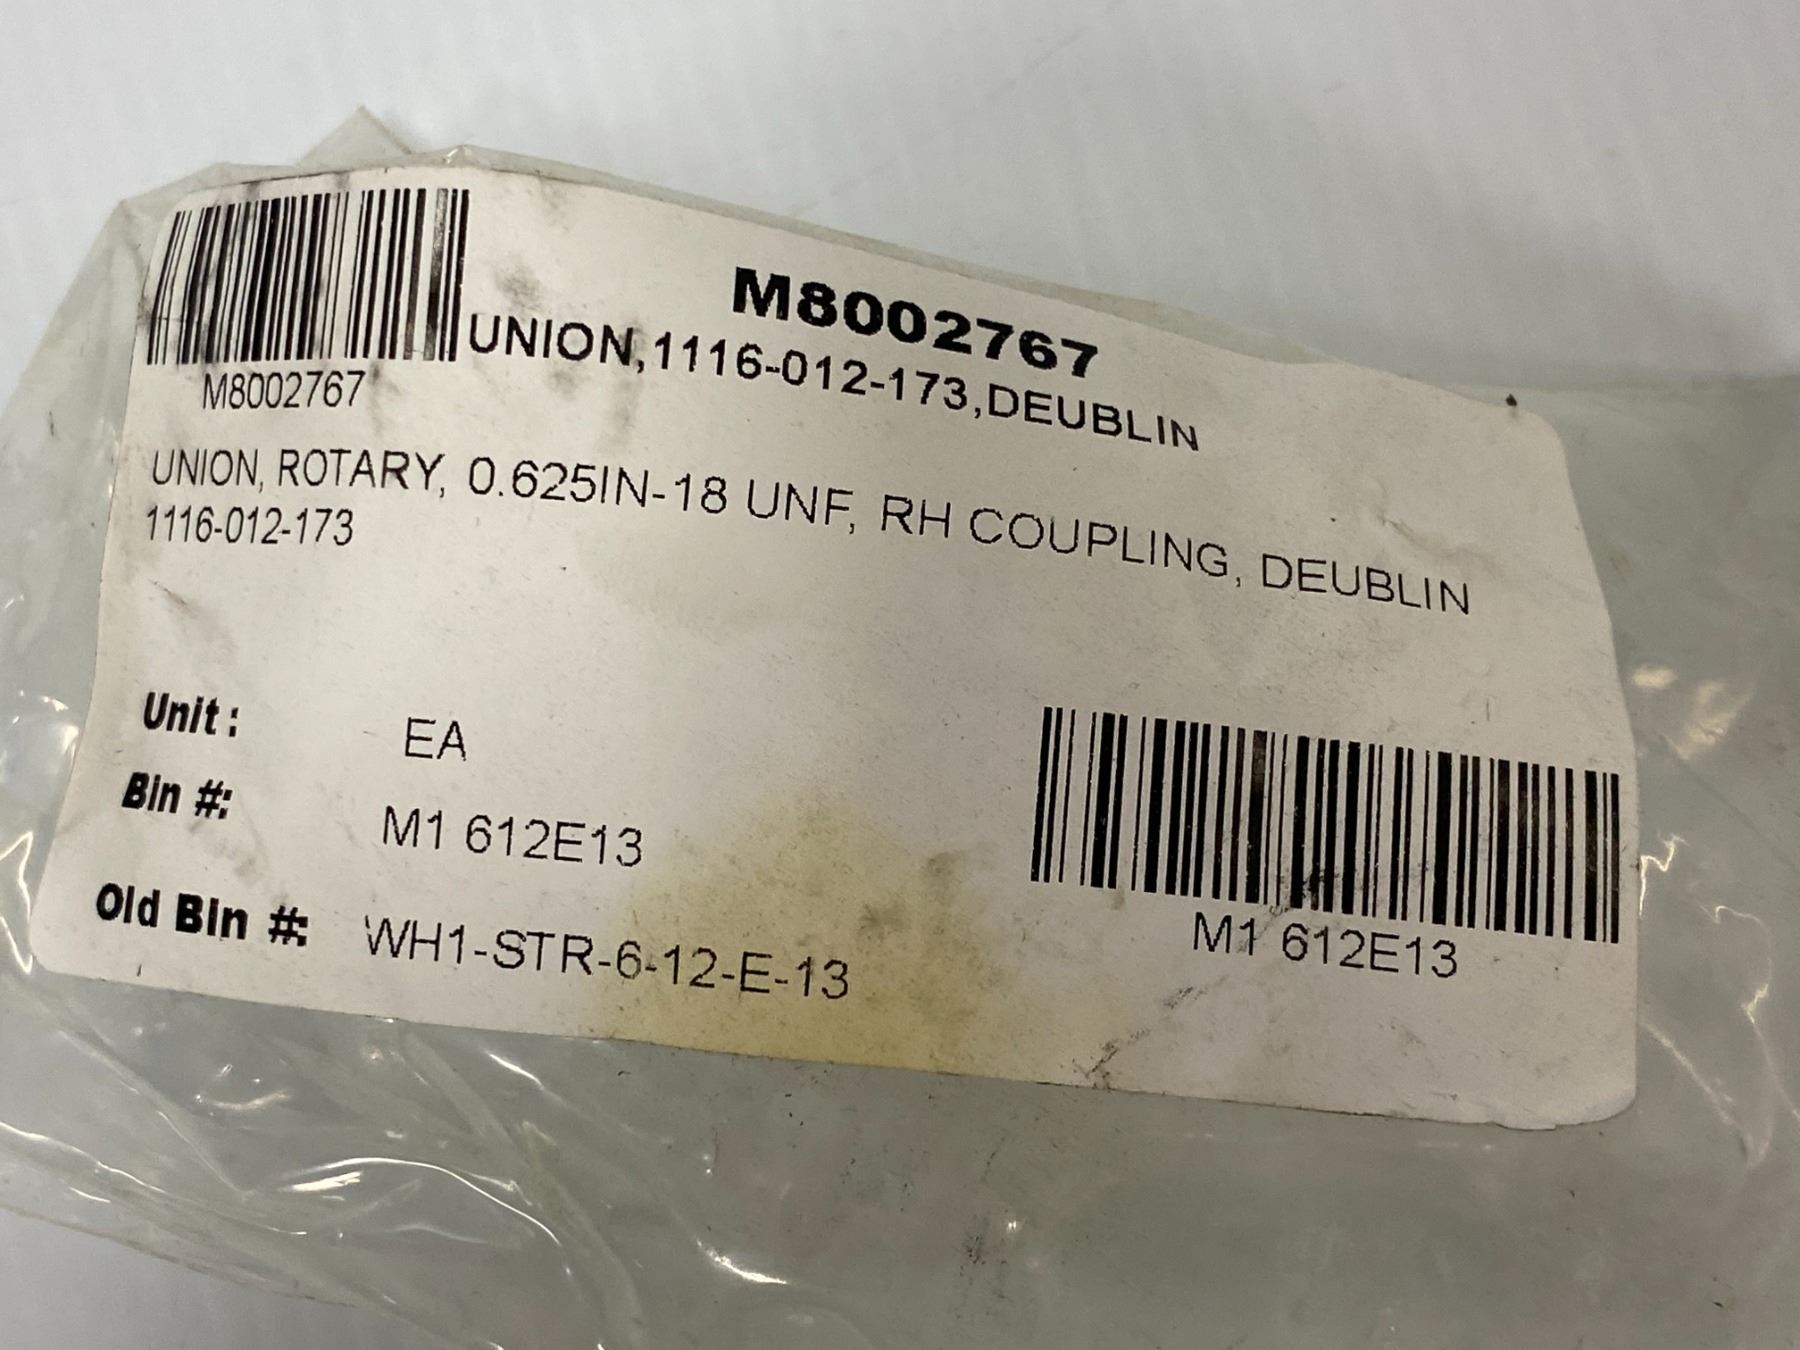 M8002767
UNION,1116-012-173,DEUBLIN
M8002767
UNION, ROTARY, 0.625IN-18 UNF, RH COUPLING, DEUBLIN
1116-012-173
Unit : EA
Bin #: M1 612E13
Old Bin #: WH1-STR-6-12-E-13
M1 612E13